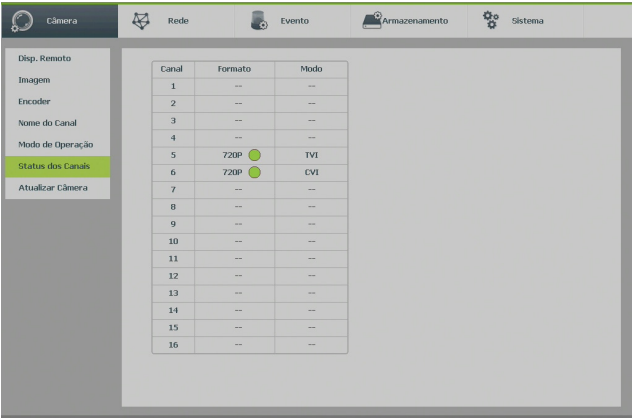 Câmera Rede Evento Armazenamento Sistema
Disp. Remoto
Imagem
Encoder
Nome do Canal
Modo de Operação
Status dos Canais
Atualizar Câmera
Canal Formato Modo
1 -- --
2 -- --
3 -- --
4 -- --
5 720P TVI
6 720P CVI
7 -- --
8 -- --
9 -- --
10 -- --
11 -- --
12 -- --
13 -- --
14 -- --
15 -- --
16 -- --